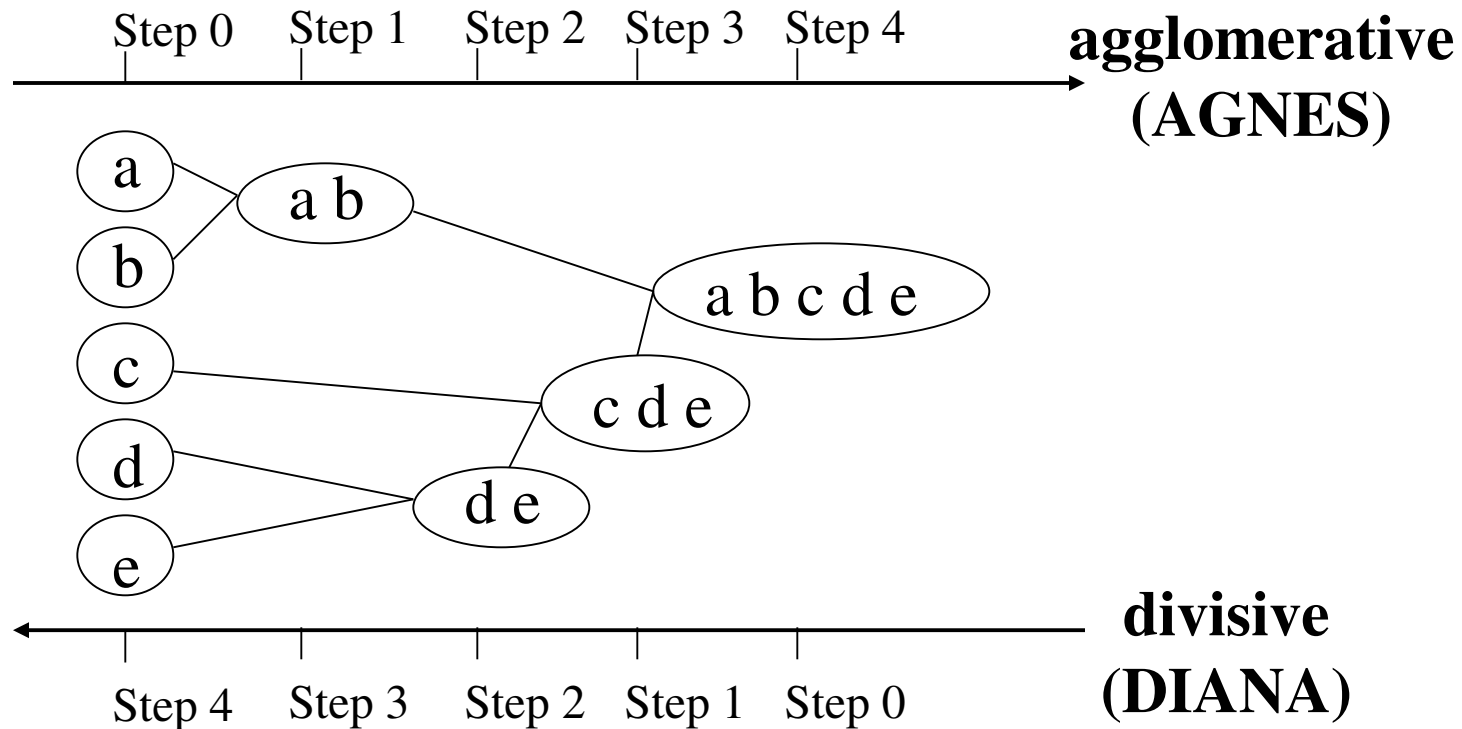 Step 0 Step 1 Step 2 Step 3 Step 4
agglomerative
(AGNES)
a
a b
b
a b c d e
c
c d e
d
d e
e
divisive
(DIANA)
Step 4 Step 3 Step 2 Step 1 Step 0